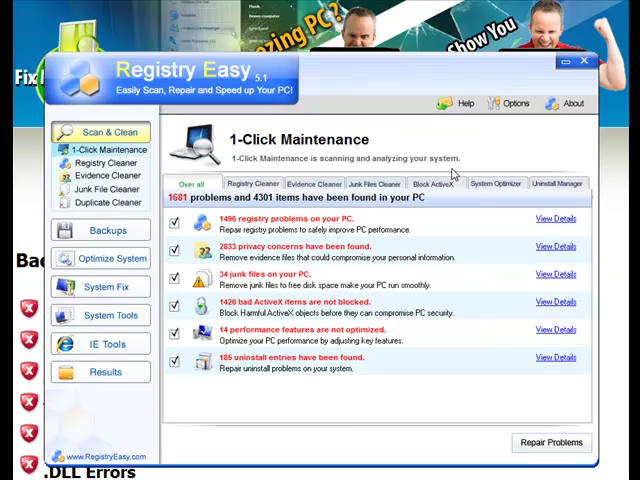 azing PC?
Show You
Fix
Registry Easy 5.1
Easily Scan, Repair and Speed up Your PC!
Help
Options
About
Scan & Clean
1-Click Maintenance
Registry Cleaner
Evidence Cleaner
Junk File Cleaner
Duplicate Cleaner
Backups
Optimize System
System Fix
System Tools
IE Tools
Results
www.RegistryEasy.com
1-Click Maintenance
1-Click Maintenance is scanning and analyzing your system.
Over all Registry Cleaner Evidence Cleaner Junk Files Cleaner Block ActiveX System Optimizer Uninstall Manager
1681 problems and 4301 items have been found in your PC
1496 registry problems on your PC. View Details
Repair registry problems to safely improve PC performance.
2833 privacy concerns have been found. View Details
Remove evidence files that could compromise your personal information.
34 junk files on your PC. View Details
Remove junk files to free disk space make your PC run smoothly.
1420 bad ActiveX items are not blocked. View Details
Block Harmful ActiveX objects before they can compromise PC security.
14 performance features are not optimized. View Details
Optimize your PC performance by adjusting key features.
185 uninstall entries have been found. View Details
Repair uninstall problems on your system.
Repair Problems
Bac
.DLL Errors